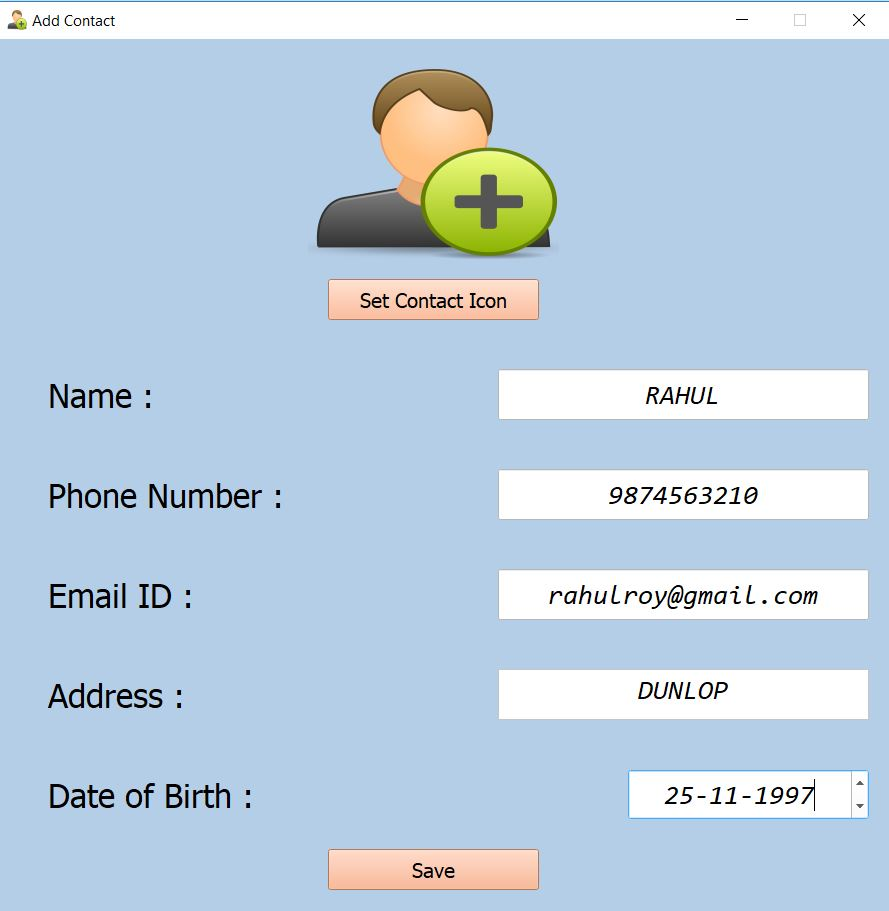 Add Contact
Set Contact Icon
Name : RAHUL
Phone Number : 9874563210
Email ID : rahulroy@gmail.com
Address : DUNLOP
Date of Birth : 25-11-1997
Save